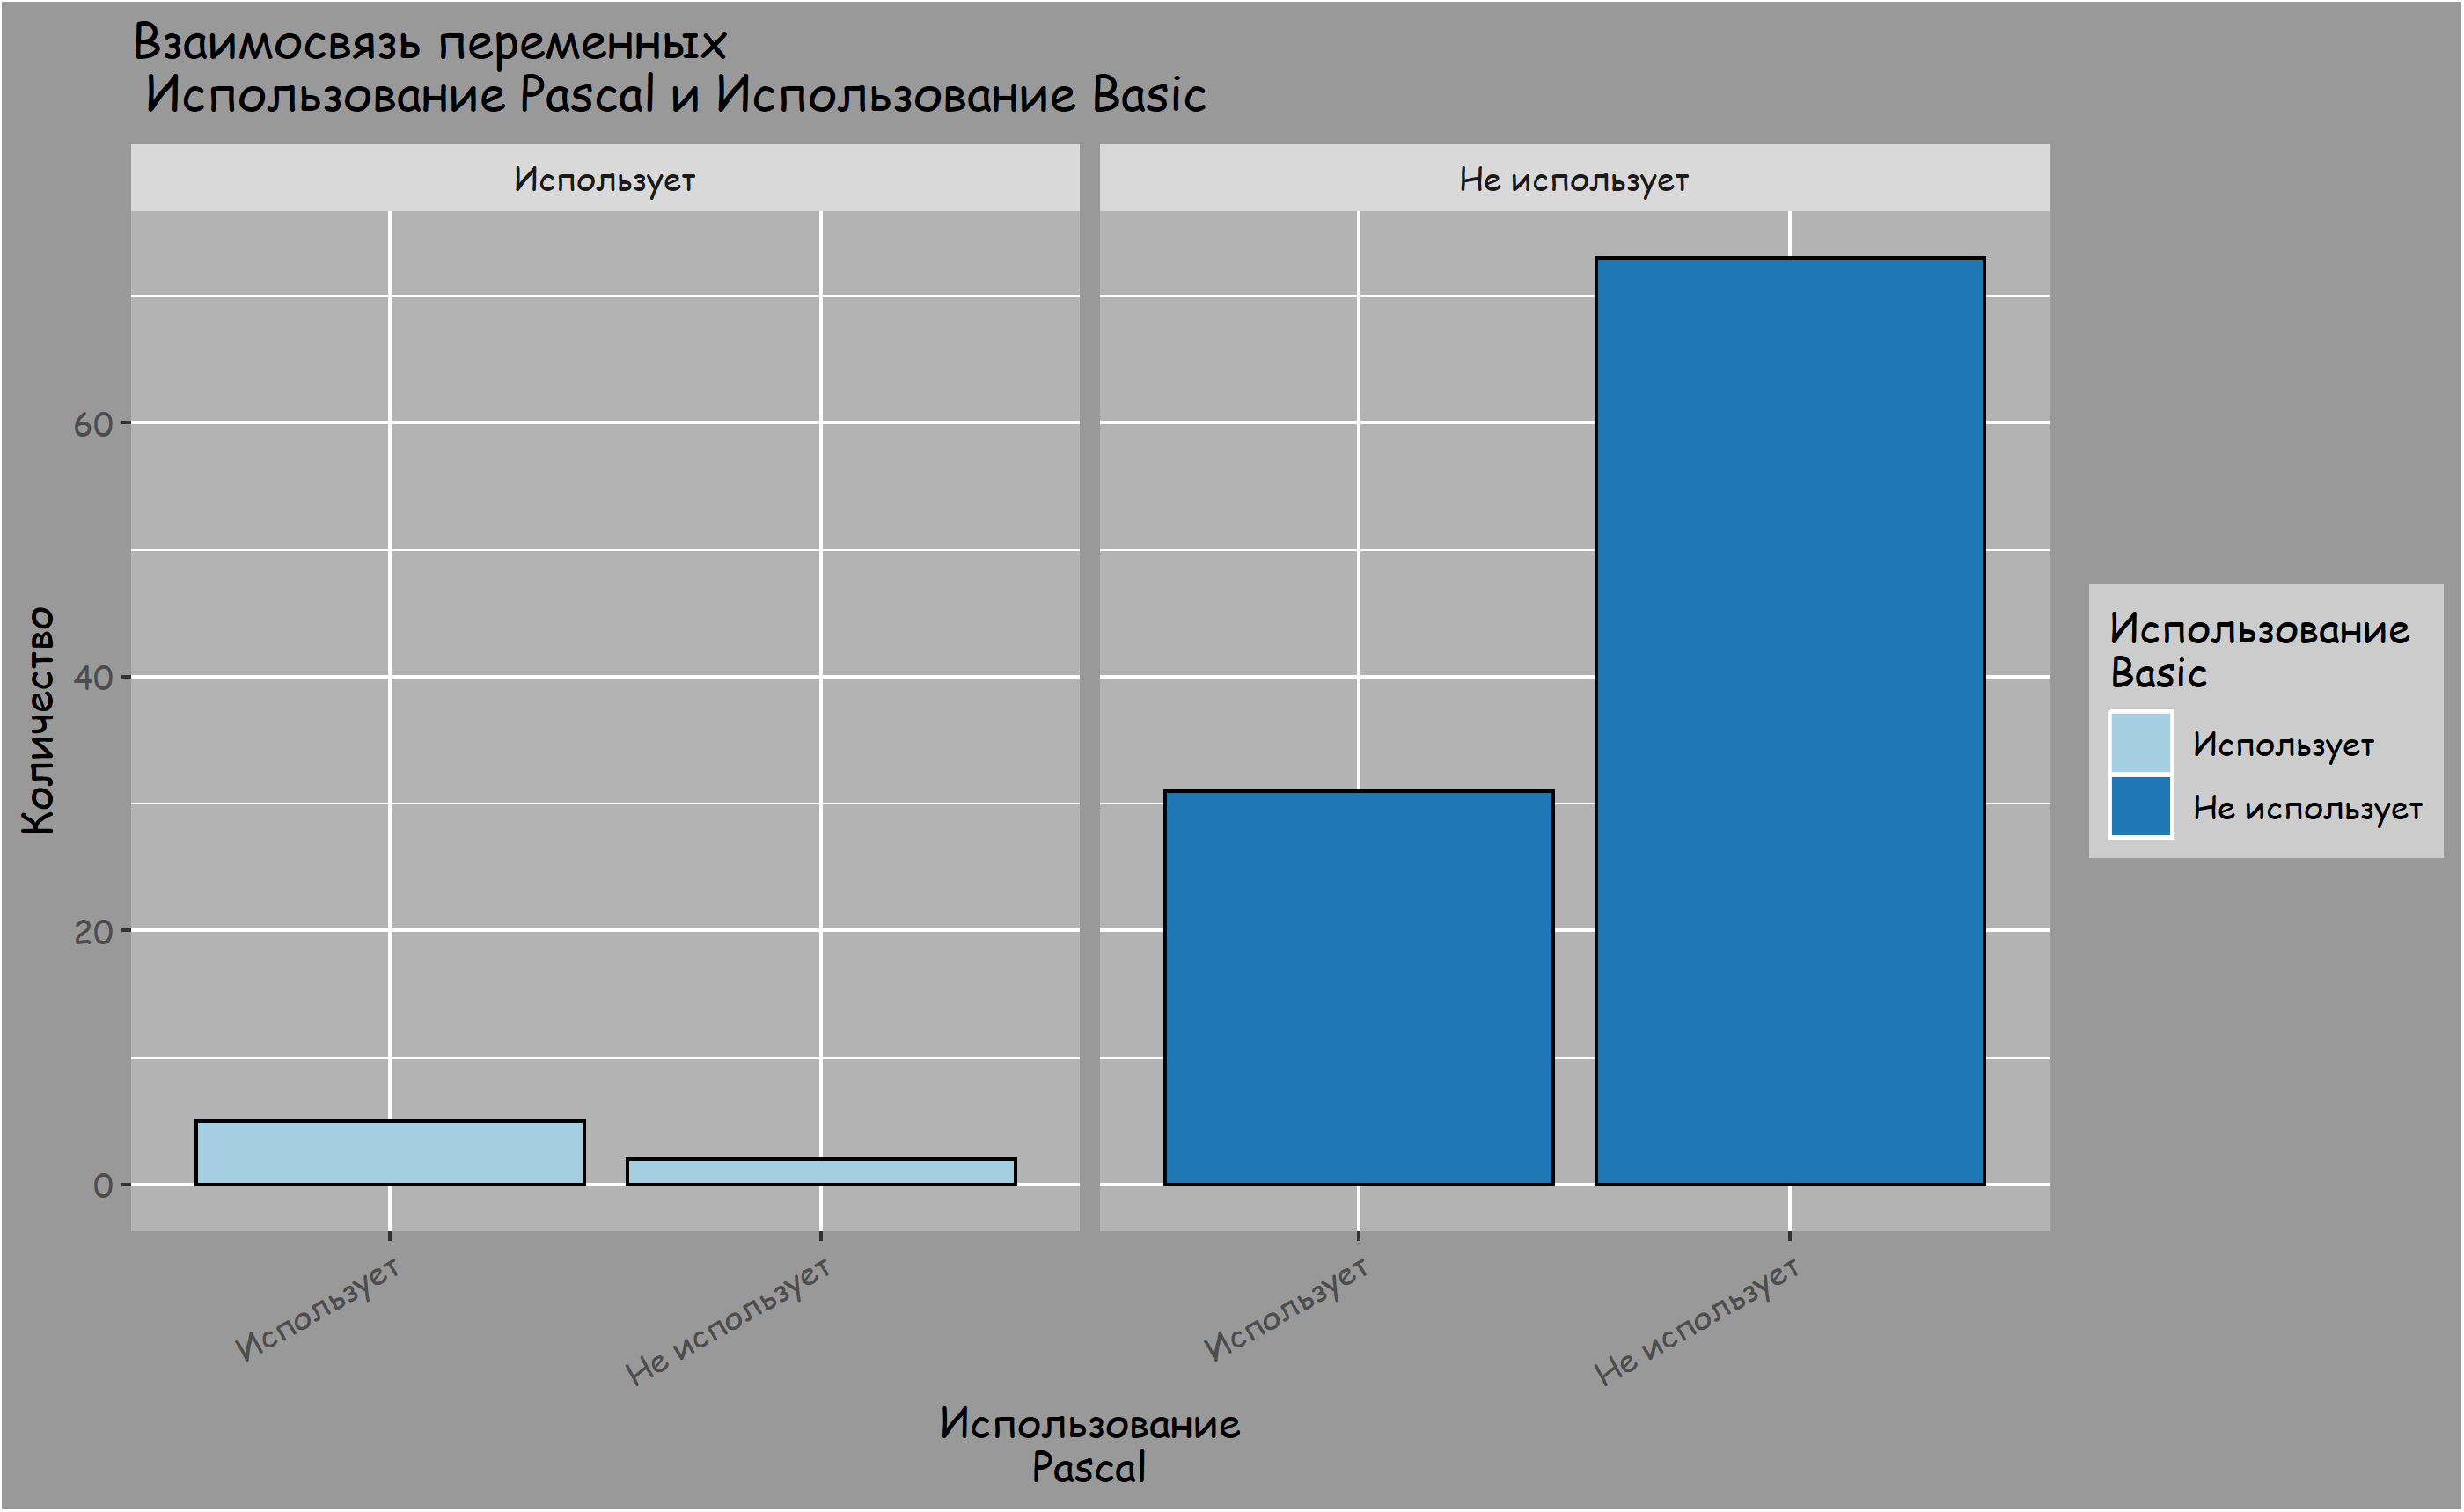 Взаимосвязь переменных
Использование Pascal и Использование Basic
Использует
Не использует
Количество
60
40
20
0
Использует
Не использует
Использует
Не использует
Использование
Pascal
Использование
Basic
Использует
Не использует